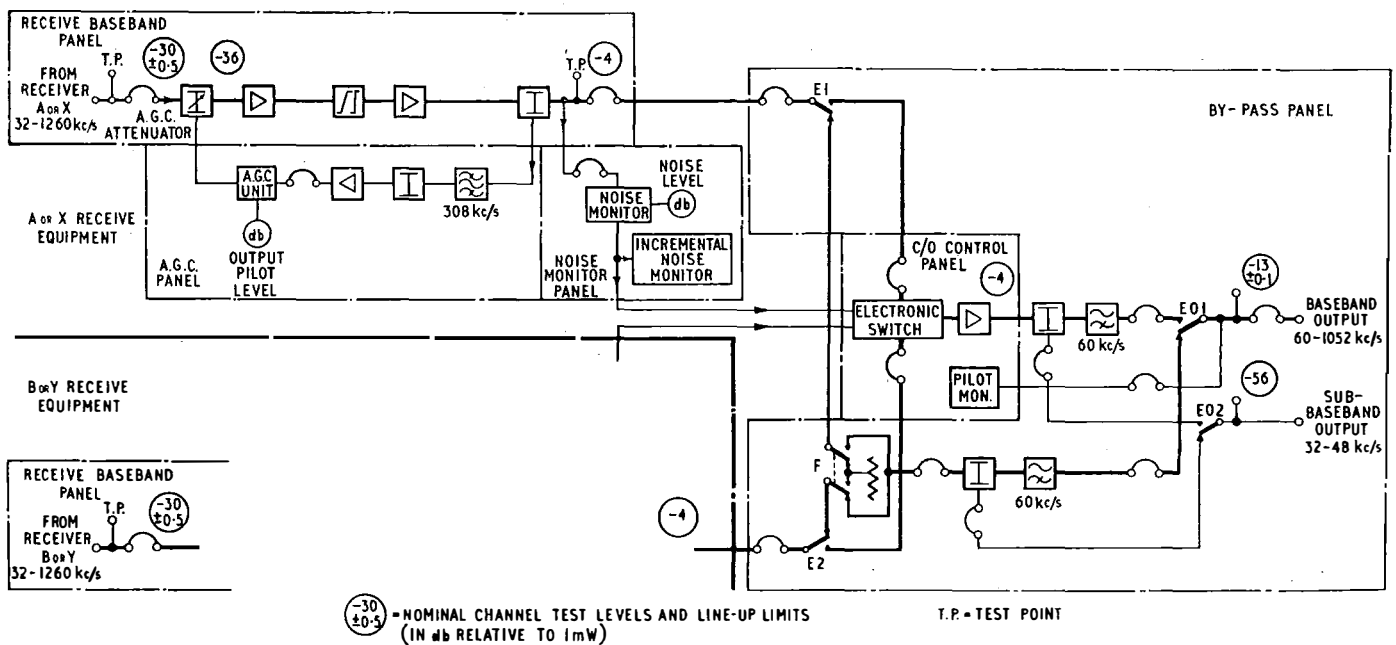 RECEIVE BASEBAND
PANEL
T.P.
-30
±0·5
-36
T.P.
-4
FROM
RECEIVER
A OR X
32-1260 kc/s
A.G.C.
ATTENUATOR
A.G.C.
UNIT
308 kc/s
db
OUTPUT
PILOT
LEVEL
A.G.C.
PANEL
NOISE
LEVEL
NOISE
MONITOR
db
INCREMENTAL
NOISE
MONITOR
NOISE
MONITOR
PANEL
A OR X RECEIVE
EQUIPMENT
E1
BY-PASS PANEL
C/O CONTROL
PANEL
-4
ELECTRONIC
SWITCH
60 kc/s
EO1
-13
±0·1
BASEBAND
OUTPUT
60-1052 kc/s
PILOT
MON.
-56
EO2
SUB-
BASEBAND
OUTPUT
32-48 kc/s
B OR Y RECEIVE
EQUIPMENT
F
60 kc/s
RECEIVE BASEBAND
PANEL
T.P.
-30
±0·5
FROM
RECEIVER
B OR Y
32-1260 kc/s
-4
E2
-30
±0·5
=NOMINAL CHANNEL TEST LEVELS AND LINE-UP LIMITS
(IN db RELATIVE TO 1mW)
T.P.= TEST POINT